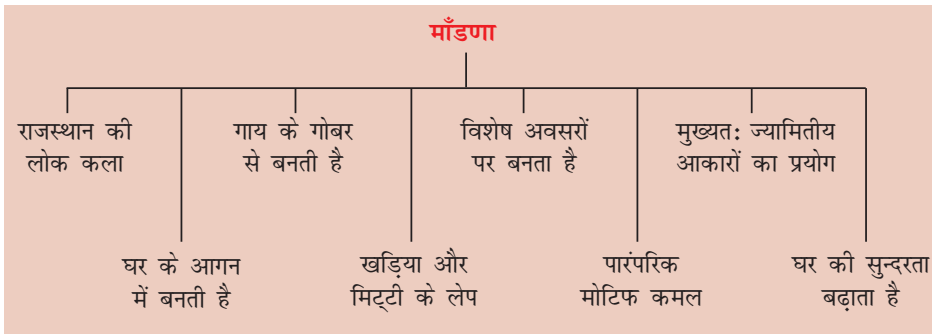 माँडणा
राजस्थान की
लोक कला
गाय के गोबर
से बनती है
विशेष अवसरों
पर बनता है
मुख्यतः ज्यामितीय
आकारों का प्रयोग
घर के आगन
में बनती है
खड़िया और
मिट्टी के लेप
पारंपरिक
मोटिफ कमल
घर की सुन्दरता
बढ़ाता है